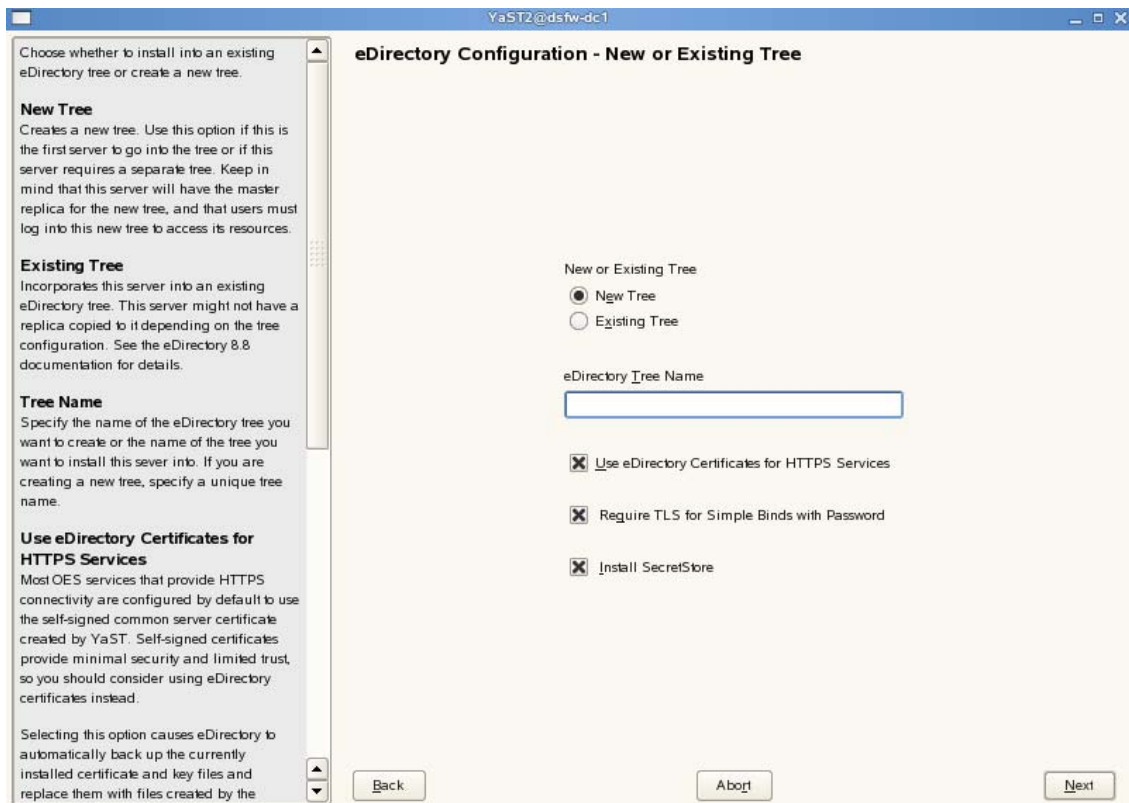 YaST2@dsfw-dc1
Choose whether to install into an existing
eDirectory tree or create a new tree.
New Tree
Creates a new tree. Use this option if this is
the first server to go into the tree or if this
server requires a separate tree. Keep in
mind that this server will have the master
replica for the new tree, and that users must
log into this new tree to access its resources.
Existing Tree
Incorporates this server into an existing
eDirectory tree. This server might not have a
replica copied to it depending on the tree
configuration. See the eDirectory 8.8
documentation for details.
Tree Name
Specify the name of the eDirectory tree you
want to create or the name of the tree you
want to install this sever into. If you are
creating a new tree, specify a unique tree
name.
Use eDirectory Certificates for
HTTPS Services
Most OES services that provide HTTPS
connectivity are configured by default to use
the self-signed common server certificate
created by YaST. Self-signed certificates
provide minimal security and limited trust,
so you should consider using eDirectory
certificates instead.
Selecting this option causes eDirectory to
automatically back up the currently
installed certificate and key files and
replace them with files created by the
eDirectory Configuration - New or Existing Tree
New or Existing Tree
New Tree
Existing Tree
eDirectory Tree Name
Use eDirectory Certificates for HTTPS Services
Require TLS for Simple Binds with Password
Install SecretStore
Back
Abort
Next